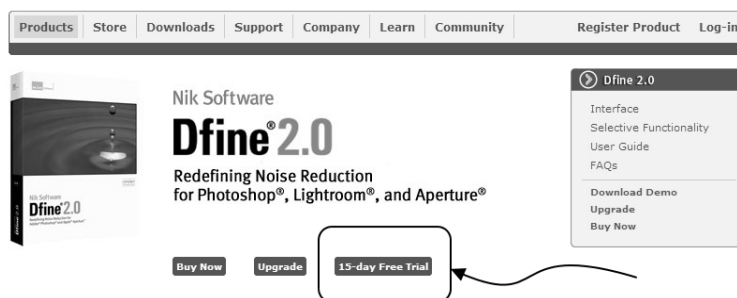 Products Store Downloads Support Company Learn Community Register Product Log-in
Nik Software
Dfine® 2.0
Redefining Noise Reduction
for Photoshop®, Lightroom®, and Aperture®
Buy Now Upgrade 15-day Free Trial
Nik Software
Dfine® 2.0
Dfine 2.0
Interface
Selective Functionality
User Guide
FAQs
Download Demo
Upgrade
Buy Now